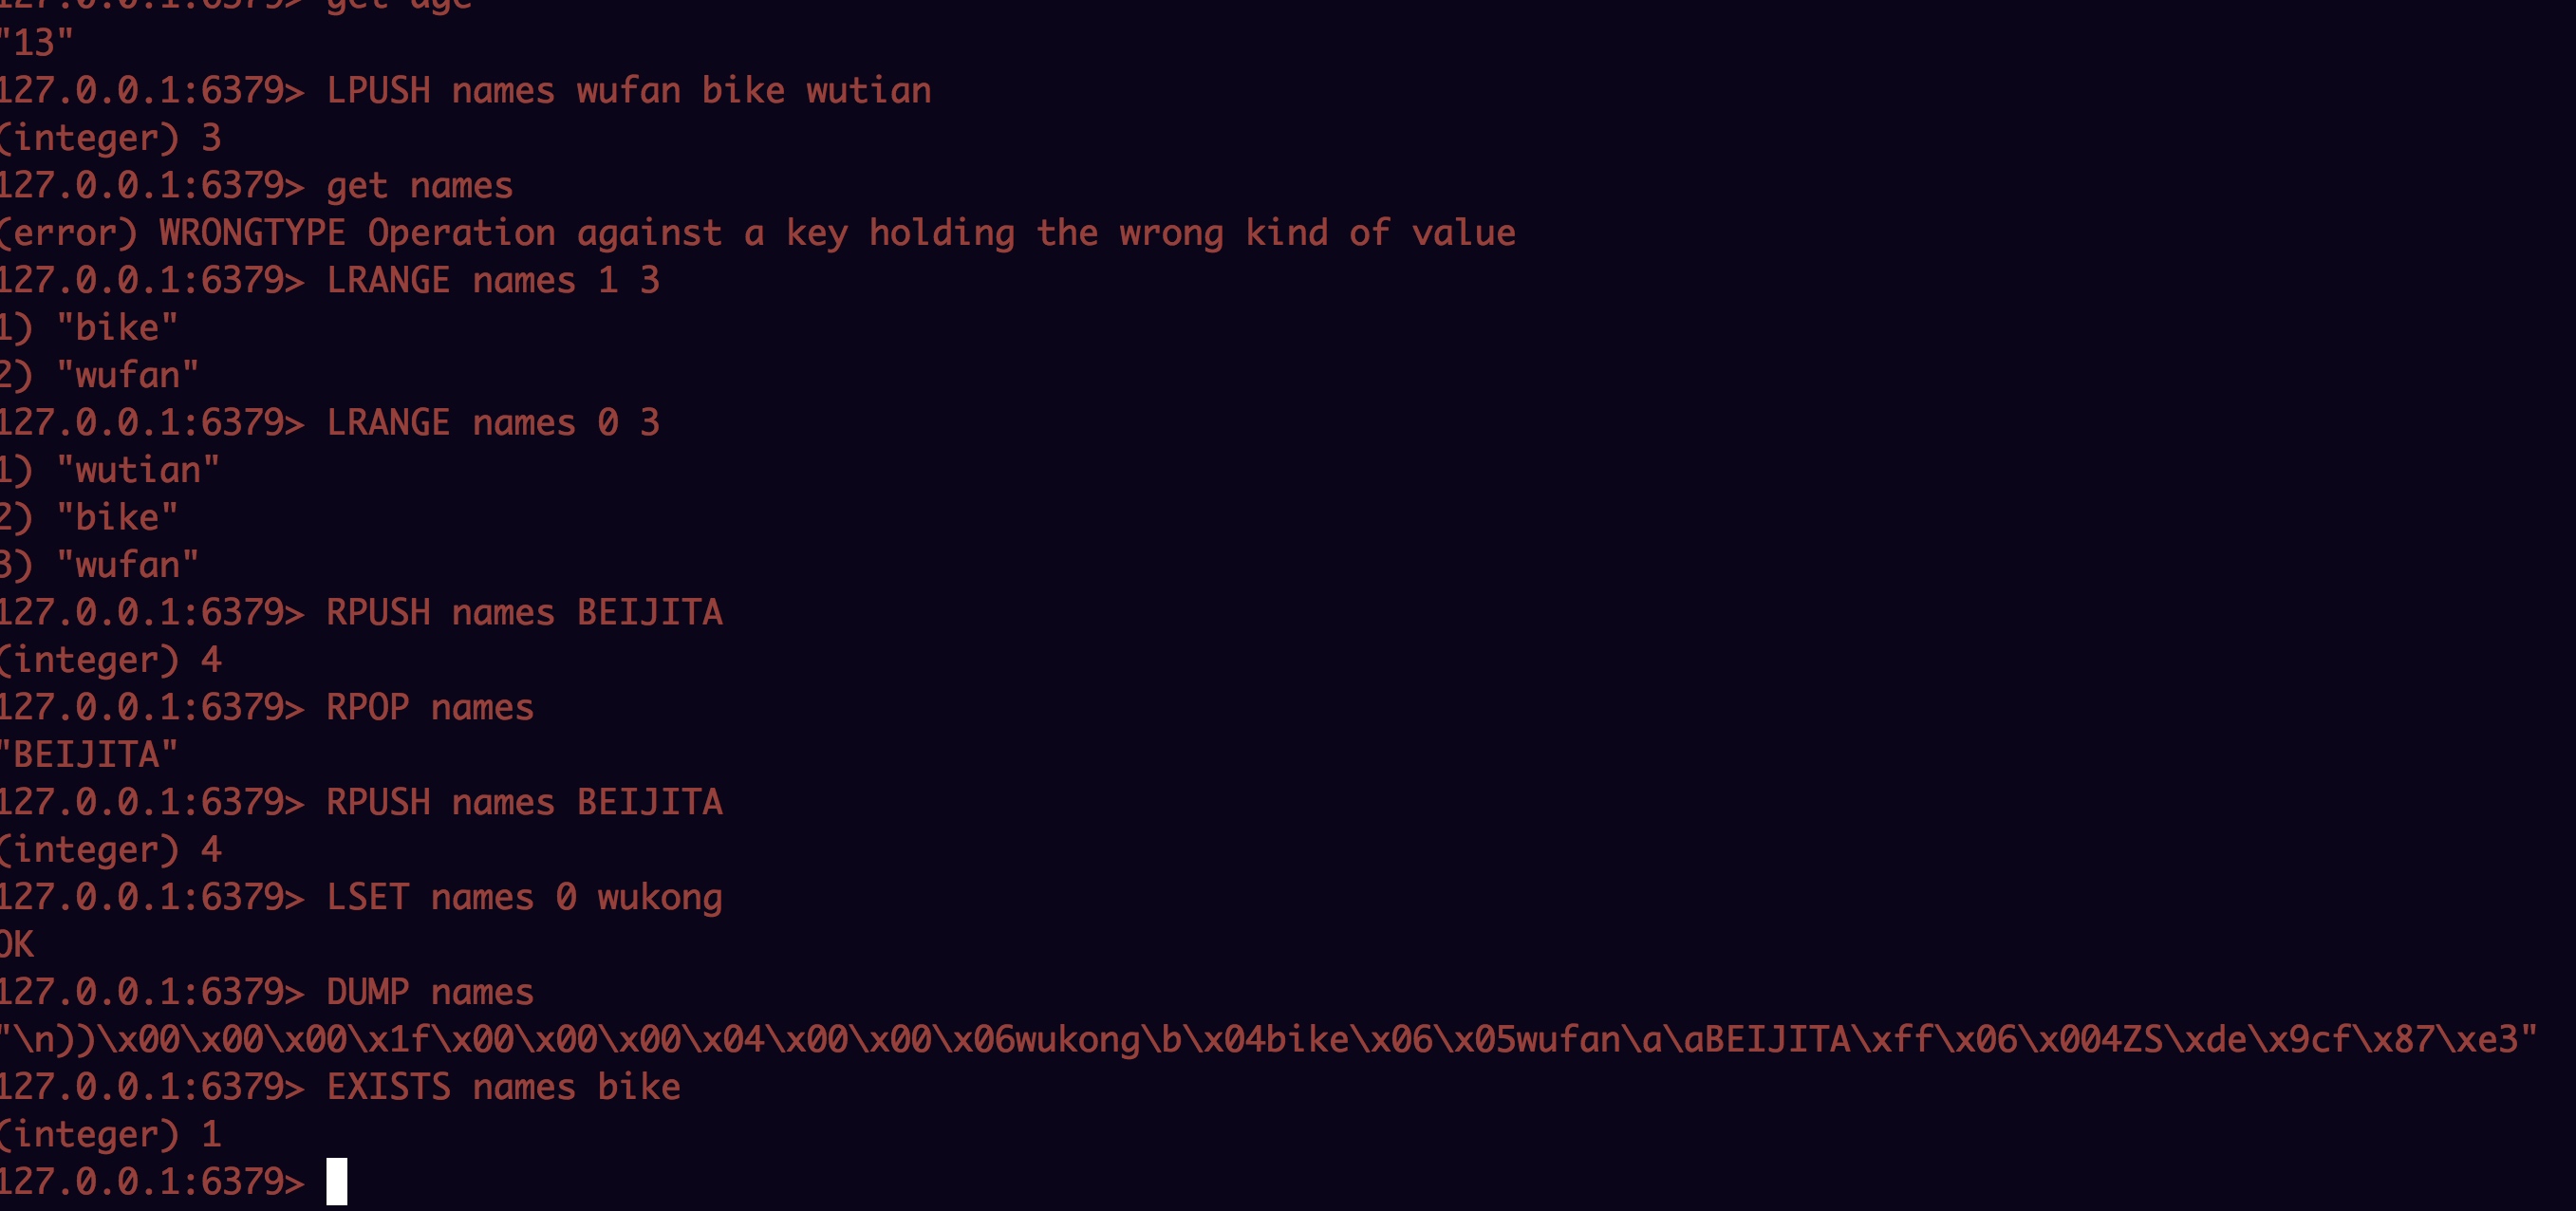 127.0.0.1:6379> get age
"13"
127.0.0.1:6379> LPUSH names wufan bike wutian
(integer) 3
127.0.0.1:6379> get names
(error) WRONGTYPE Operation against a key holding the wrong kind of value
127.0.0.1:6379> LRANGE names 1 3
1) "bike"
2) "wufan"
127.0.0.1:6379> LRANGE names 0 3
1) "wutian"
2) "bike"
3) "wufan"
127.0.0.1:6379> RPUSH names BEIJITA
(integer) 4
127.0.0.1:6379> RPOP names
"BEIJITA"
127.0.0.1:6379> RPUSH names BEIJITA
(integer) 4
127.0.0.1:6379> LSET names 0 wukong
OK
127.0.0.1:6379> DUMP names
"\n))\x00\x00\x00\x1f\x00\x00\x00\x04\x00\x00\x06wukong\b\x04bike\x06\x05wufan\a\aBEIJITA\xff\x06\x004ZS\xde\x9cf\x87\xe3"
127.0.0.1:6379> EXISTS names bike
(integer) 1
127.0.0.1:6379>